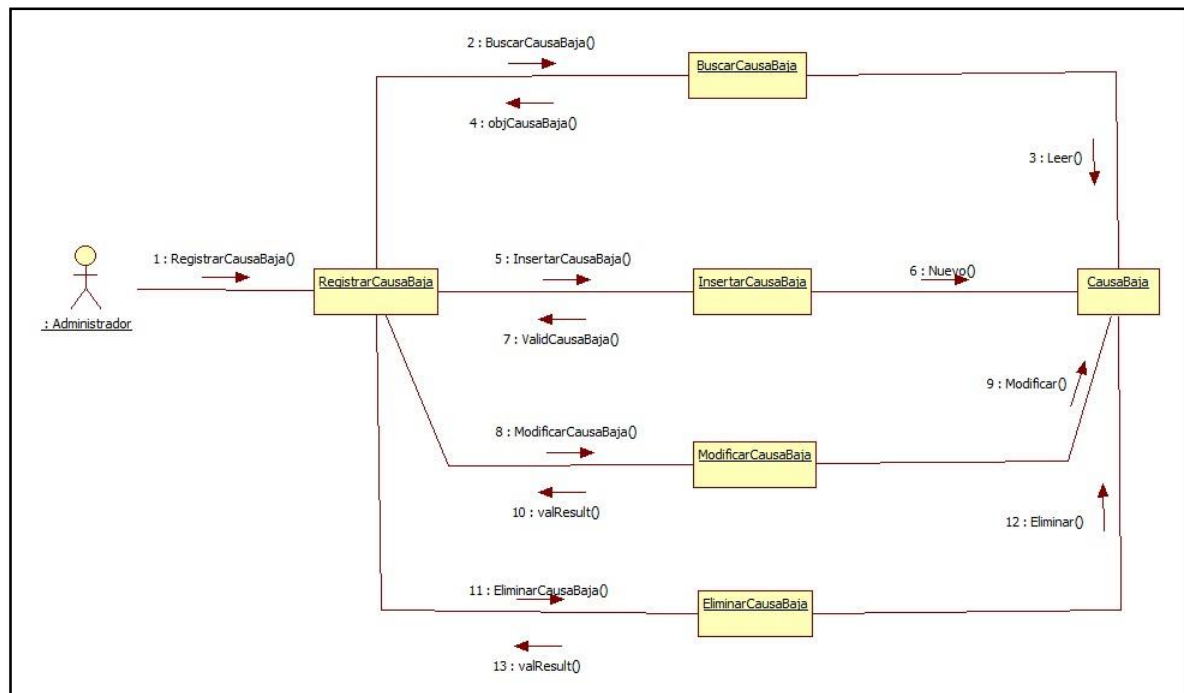 2 : BuscarCausaBaja()
BuscarCausaBaja
4 : objCausaBaja()
3 : Leer()
1 : RegistrarCausaBaja()
5 : InsertarCausaBaja()
6 : Nuevo()
RegistrarCausaBaja
InsertarCausaBaja
CausaBaja
: Administrador
7 : ValidCausaBaja()
9 : Modificar()
8 : ModificarCausaBaja()
ModificarCausaBaja
10 : valResult()
12 : Eliminar()
11 : EliminarCausaBaja()
EliminarCausaBaja
13 : valResult()